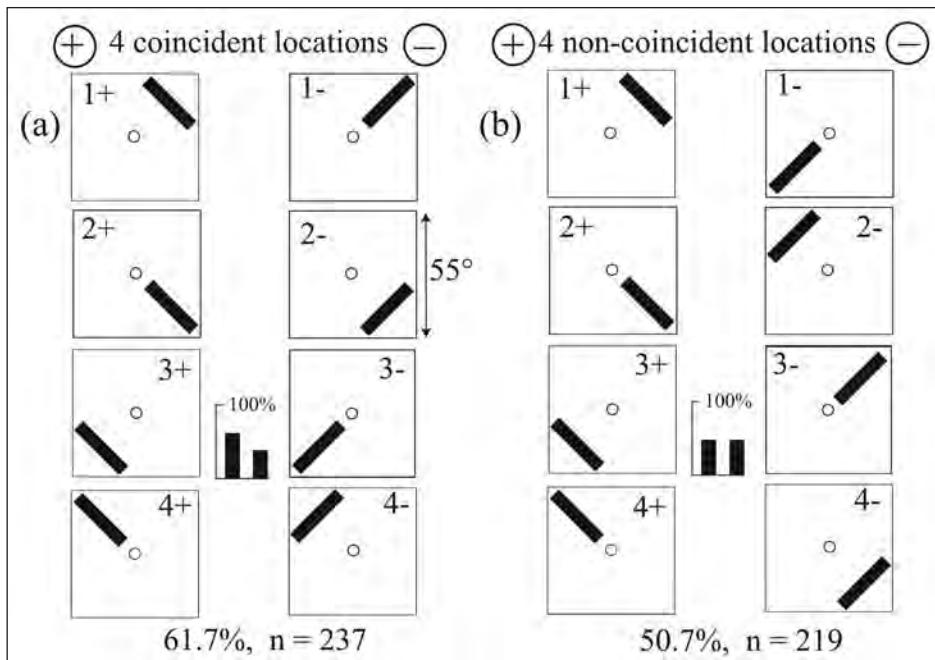 + 4 coincident locations −
+ 4 non-coincident locations −
(a)
1+ 1-
2+ 2- 55°
3+ 100% 3-
4+ 4-
61.7%, n = 237
(b)
1+ 1-
2+ 2-
3+ 100% 3-
4+ 4-
50.7%, n = 219